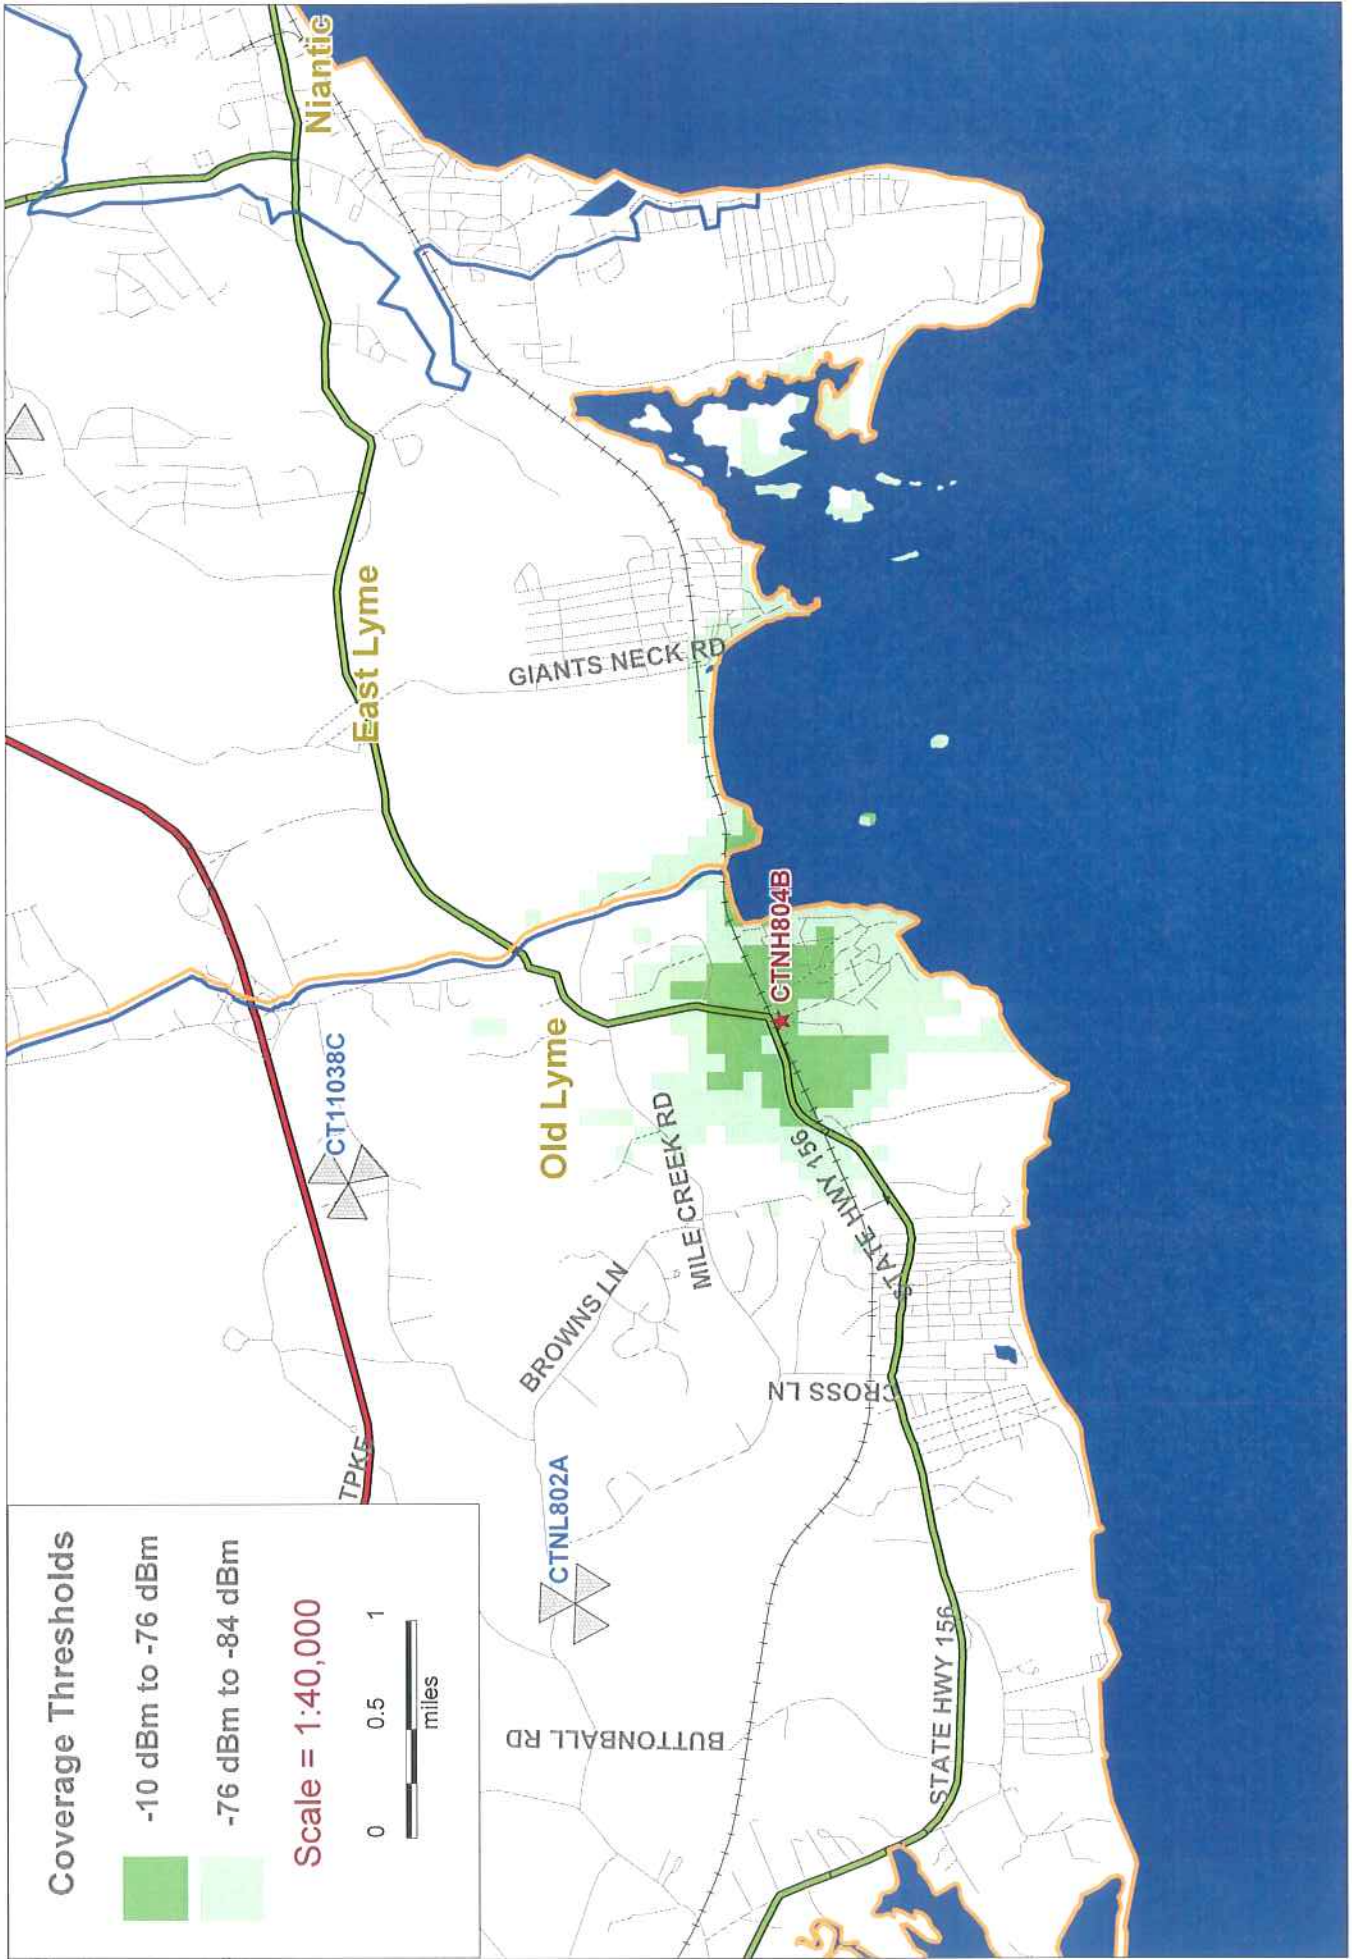 Coverage Thresholds
-10 dBm to -76 dBm
-76 dBm to -84 dBm
Scale = 1:40,000
0 0.5 1
miles
TPKE
CT11038C
East Lyme
Niantic
Old Lyme
GIANTS NECK RD
CTNL802A
BROWNS LN
MILE CREEK RD
CTNH804B
BUTTONBALL RD
CROSS LN
STATE HWY 156
STATE HWY 156